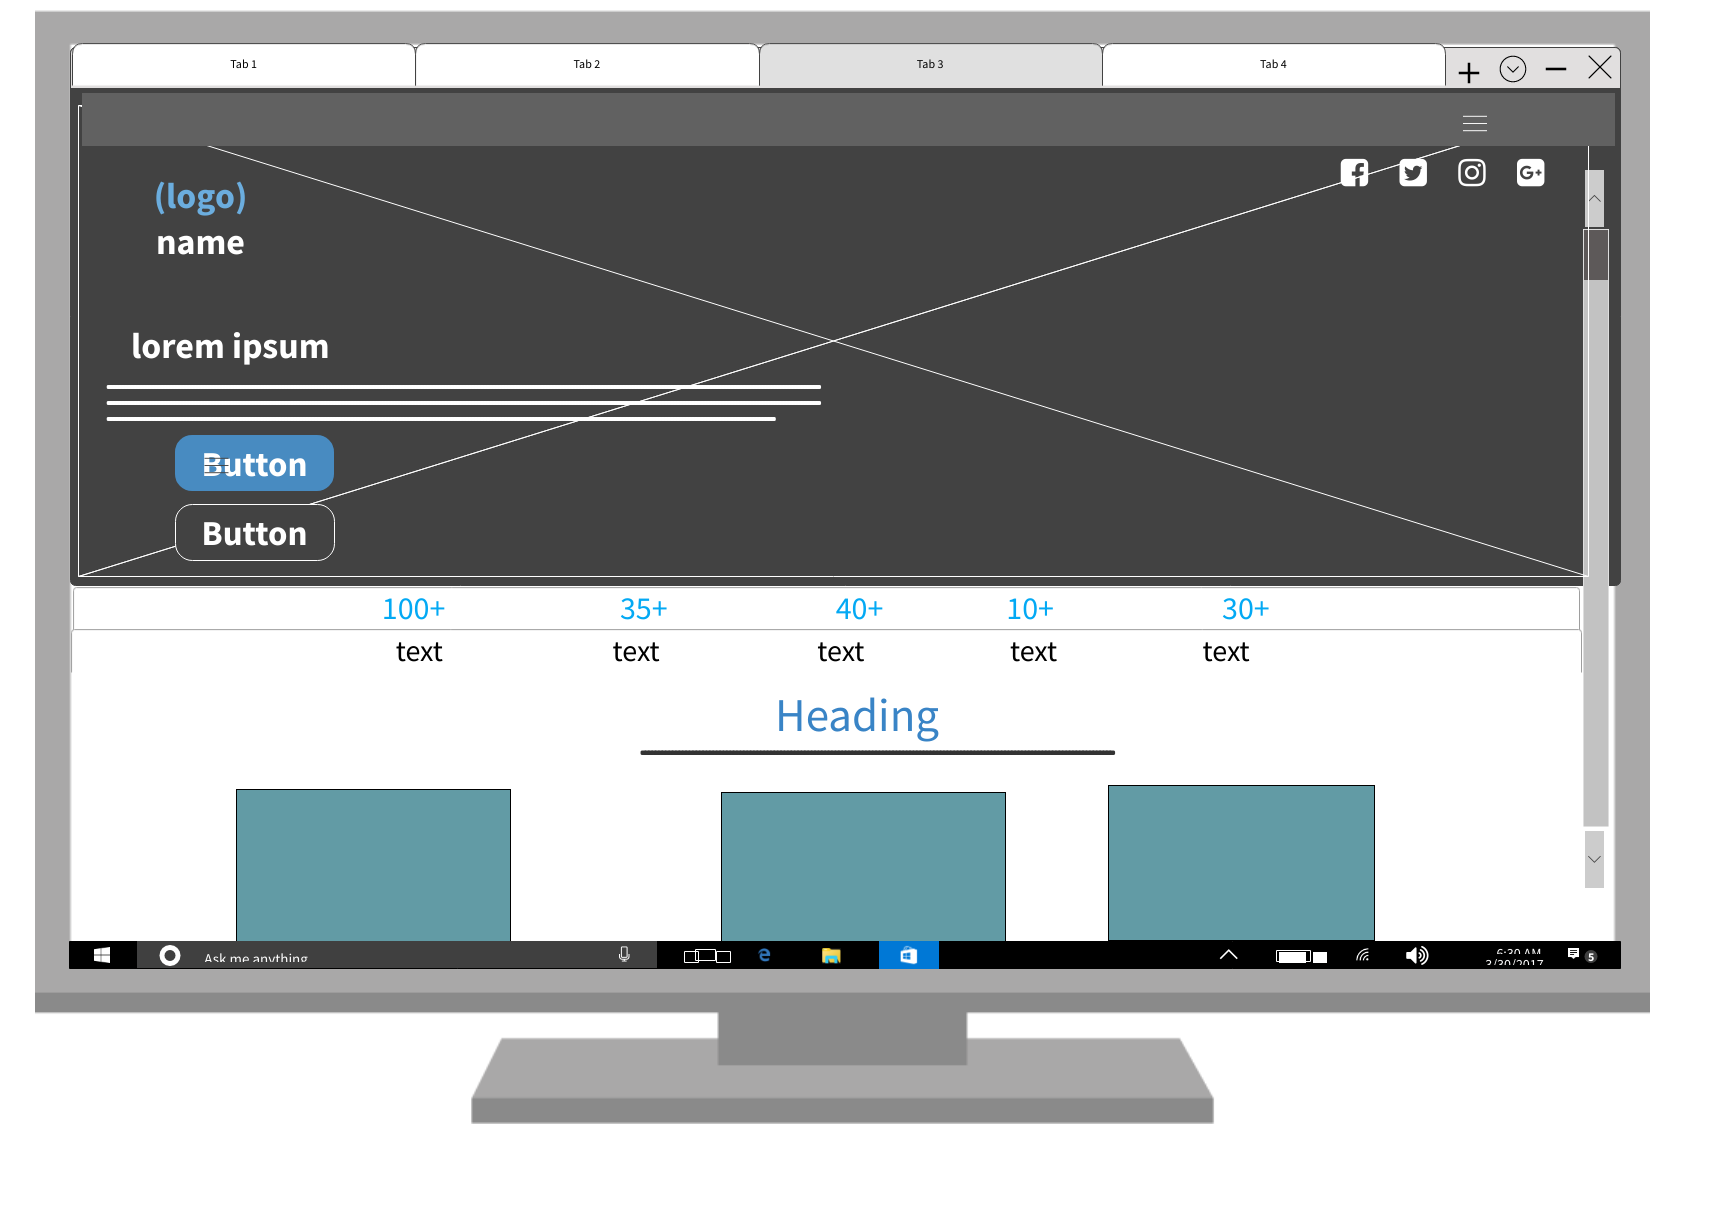 Tab 1 Tab 2 Tab 3 Tab 4
(logo)
name
lorem ipsum
Button
Button
100+ 35+ 40+ 10+ 30+
text text text text text
Heading
Ask me anything
6:30 AM
3/30/2017
5